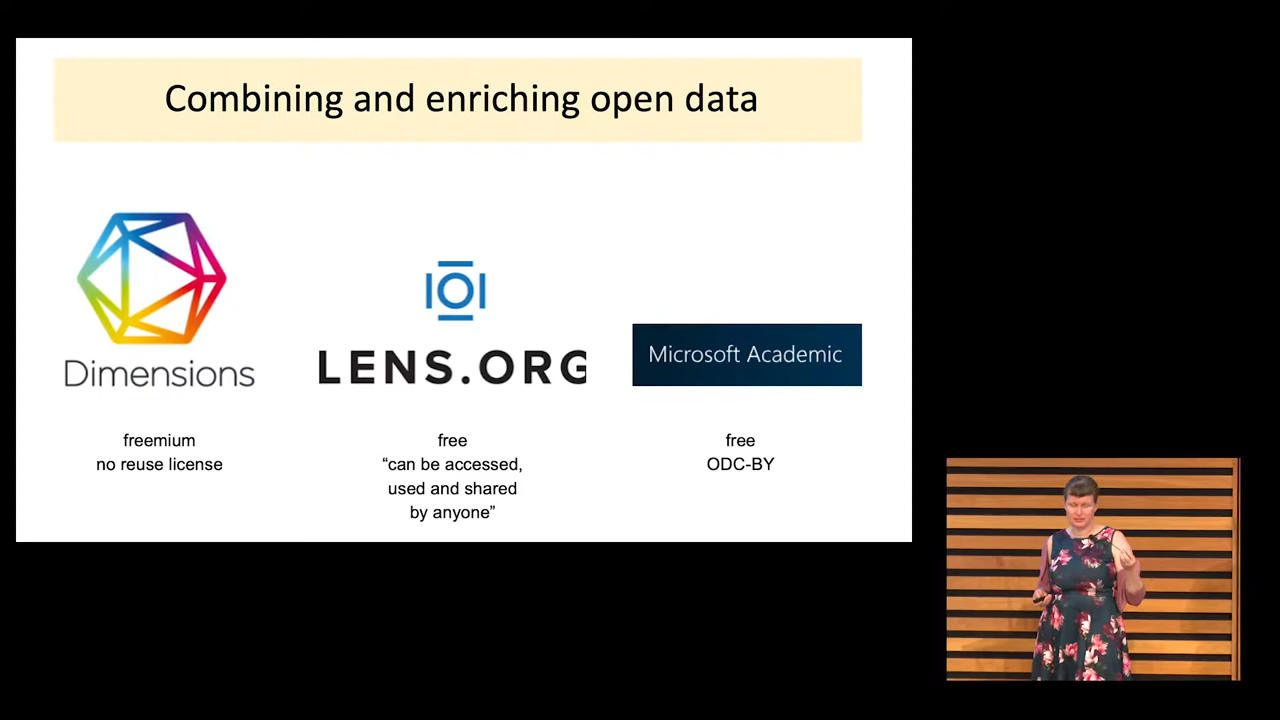 Combining and enriching open data
Dimensions
LENS.ORG
Microsoft Academic
freemium
no reuse license
free
“can be accessed,
used and shared
by anyone”
free
ODC-BY